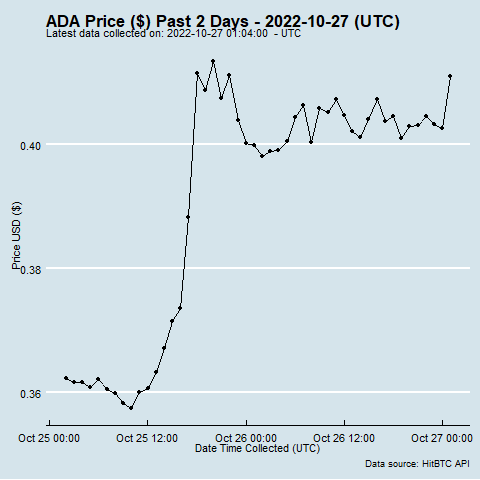 ADA Price ($) Past 2 Days - 2022-10-27 (UTC)
Latest data collected on: 2022-10-27 01:04:00 - UTC
Price USD ($)
0.40
0.38
0.36
Oct 25 00:00 Oct 25 12:00 Oct 26 00:00 Oct 26 12:00 Oct 27 00:00
Date Time Collected (UTC)
Data source: HitBTC API